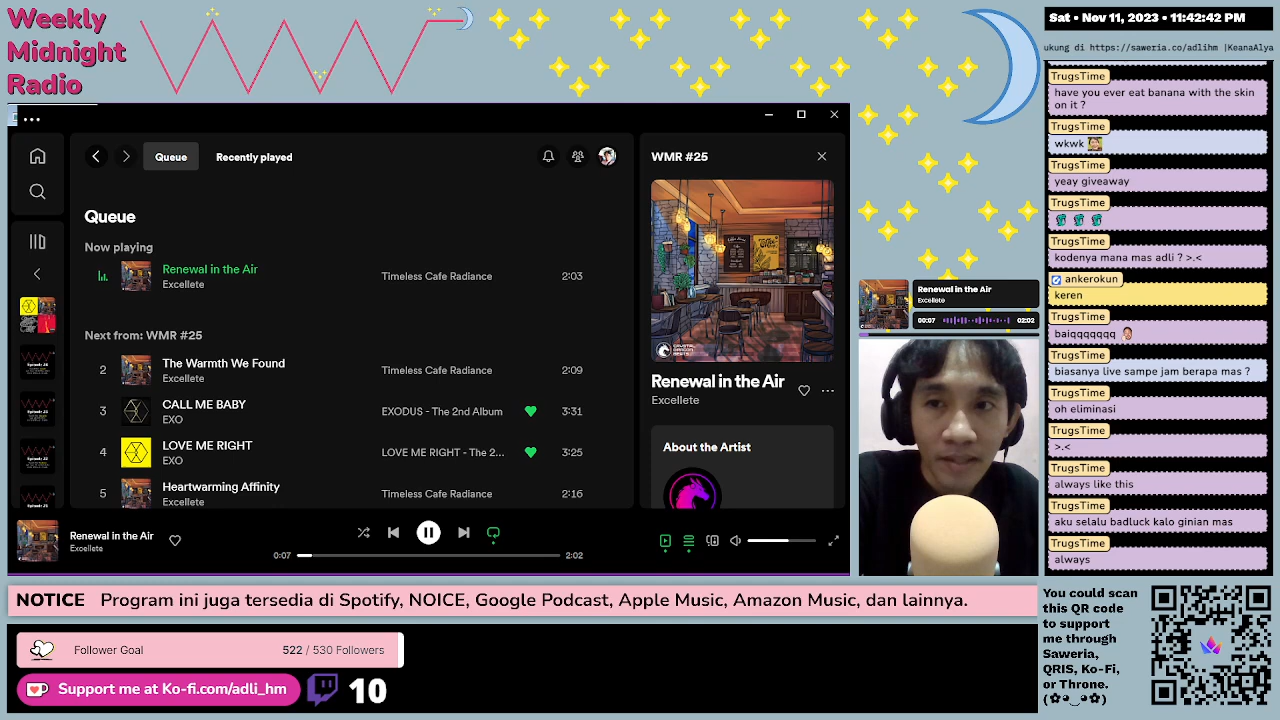 Weekly
Midnight
Radio
Sat • Nov 11, 2023 • 11:42:42 PM
ukung di https://saweria.co/adlihm |KeanaAlya
Queue
Recently played
Queue
Now playing
Renewal in the Air
Excellete
Timeless Cafe Radiance
2:03
Next from: WMR #25
2
The Warmth We Found
Excellete
Timeless Cafe Radiance
2:09
3
CALL ME BABY
EXO
EXODUS - The 2nd Album
3:31
4
LOVE ME RIGHT
EXO
LOVE ME RIGHT - The 2...
3:25
5
Heartwarming Affinity
Excellete
Timeless Cafe Radiance
2:16
WMR #25
Renewal in the Air
Excellete
About the Artist
Renewal in the Air
Excellete
0:07
2:02
Renewal in the Air
Excellete
00:07
02:02
TrugsTime
have you ever eat banana with the skin
on it ?
TrugsTime
wkwk
TrugsTime
yeay giveaway
TrugsTime
TrugsTime
kodenya mana mas adli ? >.<
ankerokun
keren
TrugsTime
baiqqqqqqq
TrugsTime
biasanya live sampe jam berapa mas ?
TrugsTime
oh eliminasi
TrugsTime
>.<
TrugsTime
always like this
TrugsTime
aku selalu badluck kalo ginian mas
TrugsTime
always
NOTICE Program ini juga tersedia di Spotify, NOICE, Google Podcast, Apple Music, Amazon Music, dan lainnya.
Follower Goal
522 / 530 Followers
Support me at Ko-fi.com/adli_hm
10
You could scan
this QR code
to support
me through
Saweria,
QRIS, Ko-Fi,
or Throne.
(✿◕‿◕✿)